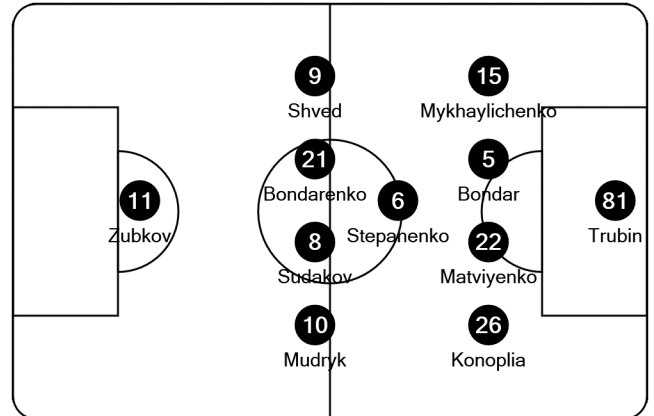 9
Shved
15
Mykhaylichenko
21
Bondarenko
5
Bondar
11
Zubkov
6
Stepanenko
81
Trubin
8
Sudakov
22
Matviyenko
10
Mudryk
26
Konoplia